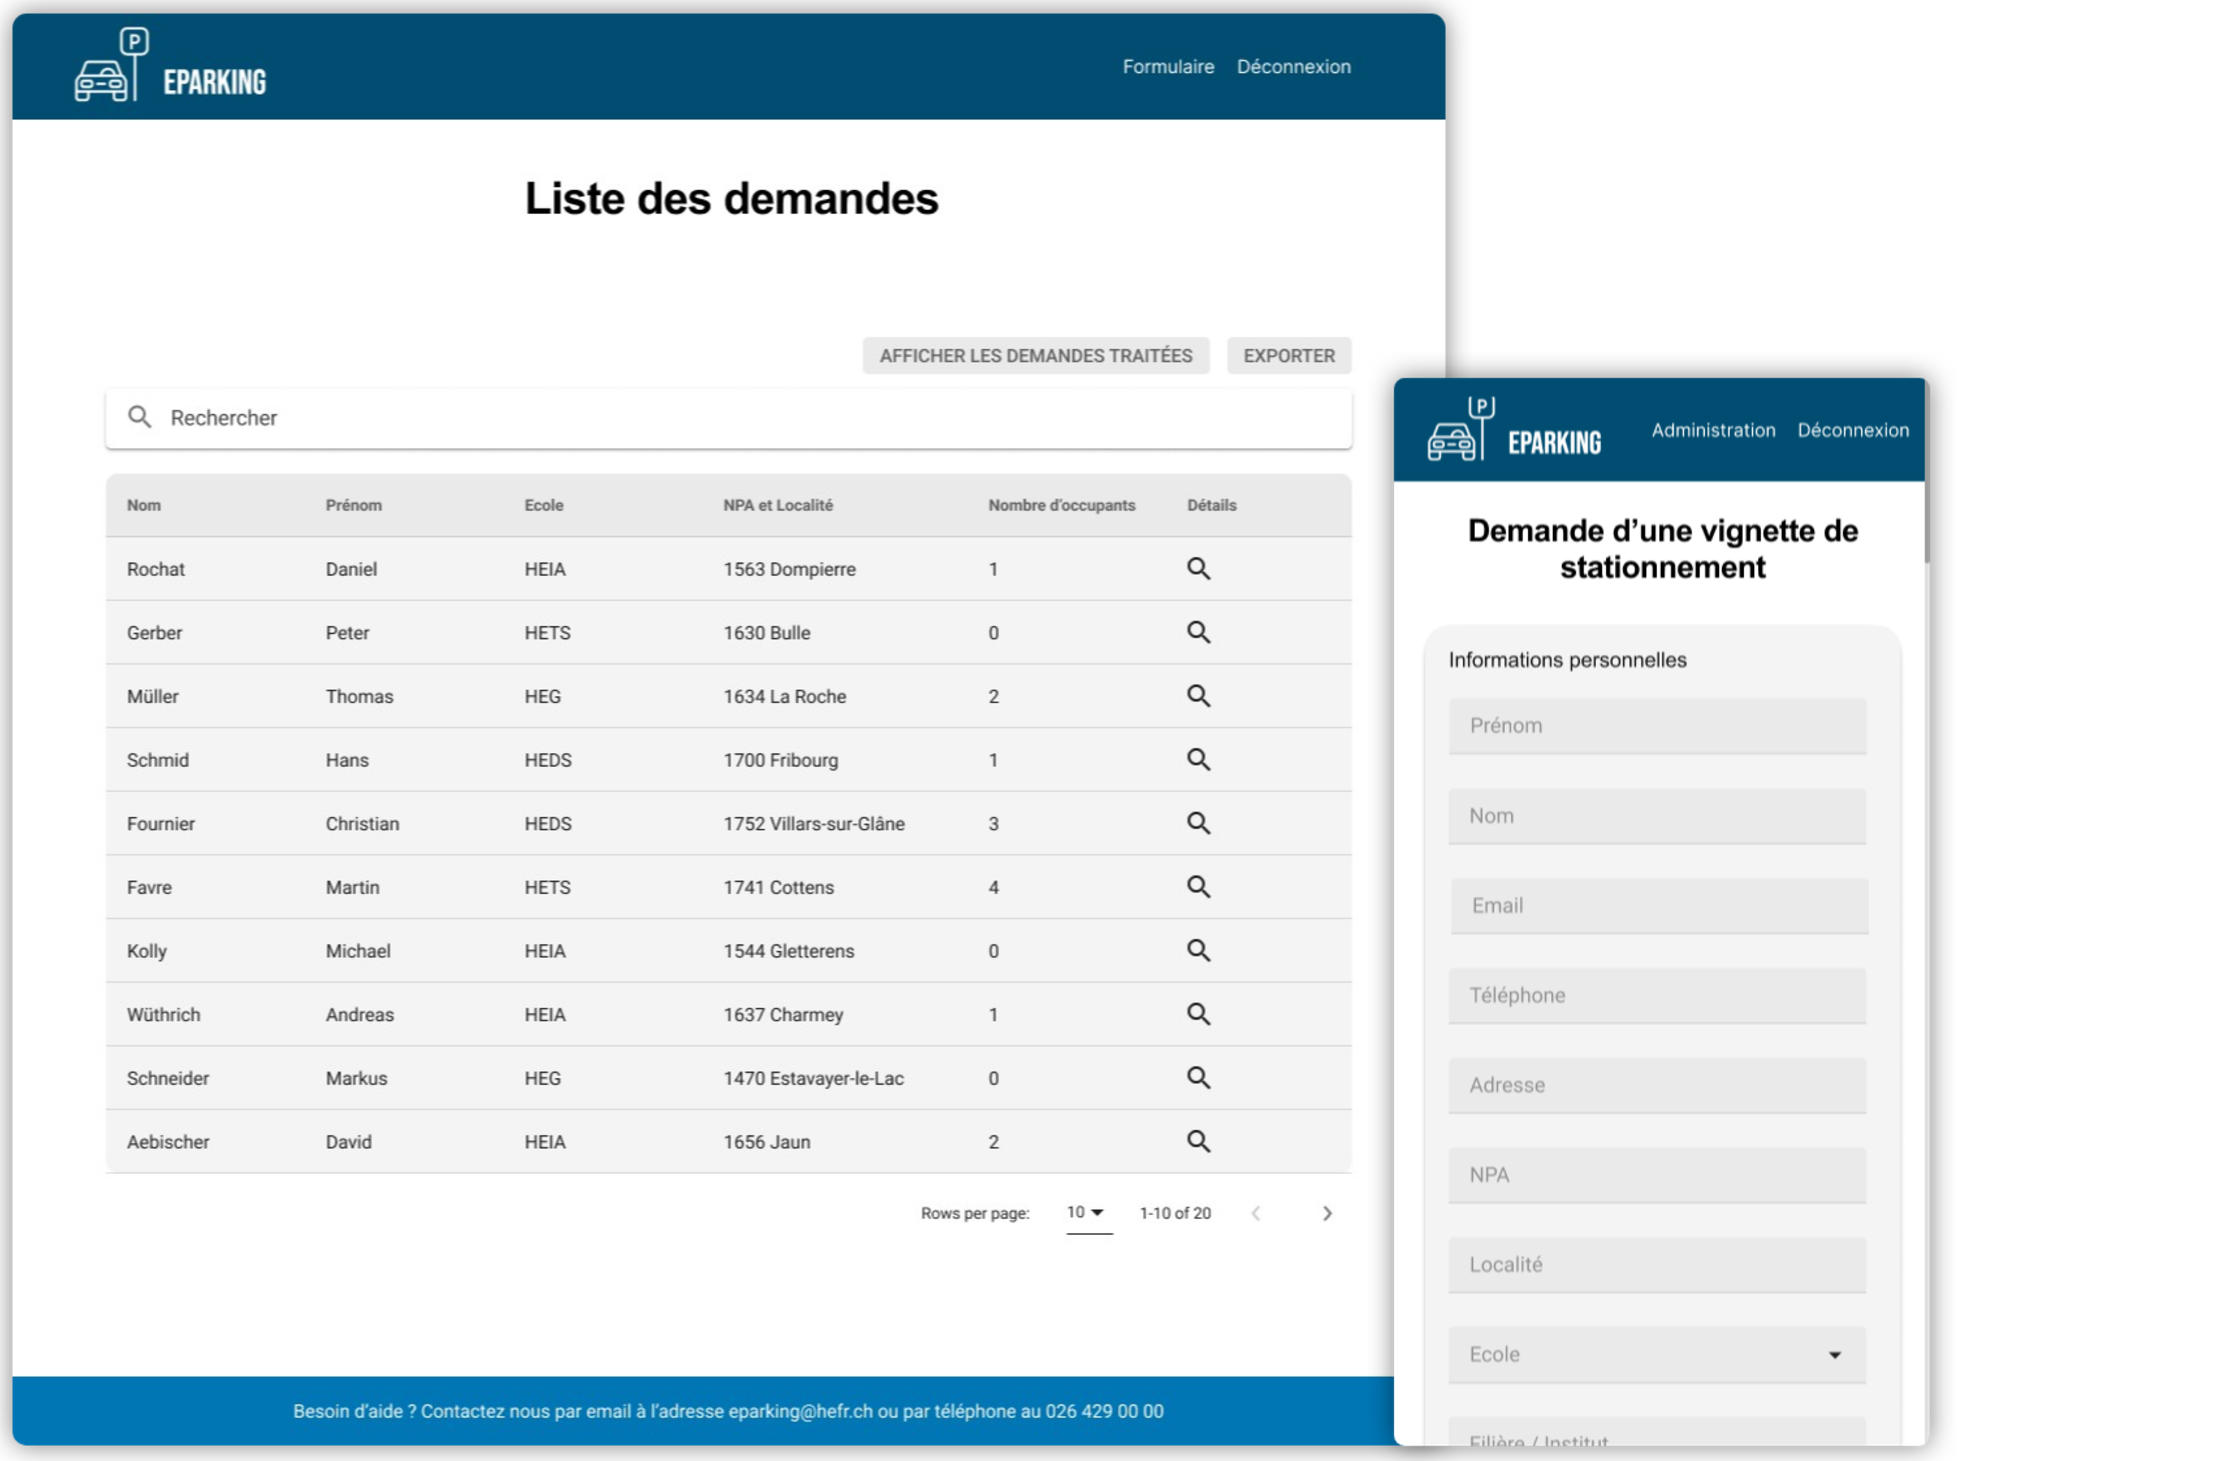 P
EPARKING
Formulaire Déconnexion
Liste des demandes
AFFICHER LES DEMANDES TRAITÉES EXPORTER
Rechercher
Nom Prénom Ecole NPA et Localité Nombre d'occupants Détails
Rochat Daniel HEIA 1563 Dompierre 1
Gerber Peter HETS 1630 Bulle 0
Müller Thomas HEG 1634 La Roche 2
Schmid Hans HEDS 1700 Fribourg 1
Fournier Christian HEDS 1752 Villars-sur-Glâne 3
Favre Martin HETS 1741 Cottens 4
Kolly Michael HEIA 1544 Gletterens 0
Wüthrich Andreas HEIA 1637 Charmey 1
Schneider Markus HEG 1470 Estavayer-le-Lac 0
Aebischer David HEIA 1656 Jaun 2
Rows per page: 10 1-10 of 20
Besoin d'aide ? Contactez nous par email à l'adresse eparking@hefr.ch ou par téléphone au 026 429 00 00
P
EPARKING
Administration Déconnexion
Demande d’une vignette de
stationnement
Informations personnelles
Prénom
Nom
Email
Téléphone
Adresse
NPA
Localité
Ecole
Filière / Institut